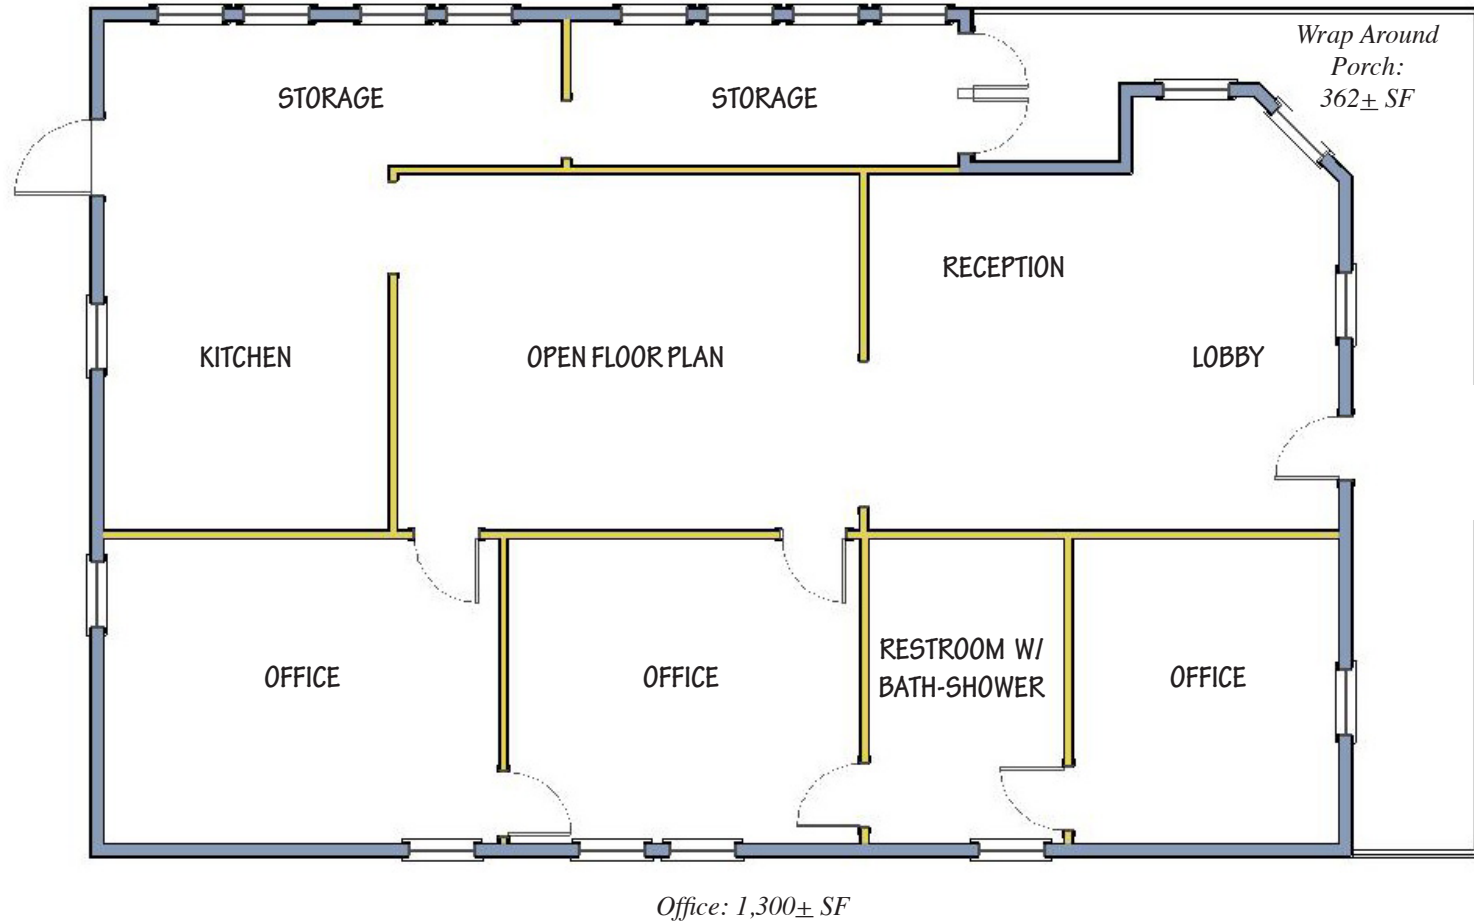 Wrap Around
Porch:
362± SF
STORAGE
STORAGE
RECEPTION
KITCHEN
OPEN FLOOR PLAN
LOBBY
OFFICE
OFFICE
RESTROOM W/
BATH-SHOWER
OFFICE
Office: 1,300± SF